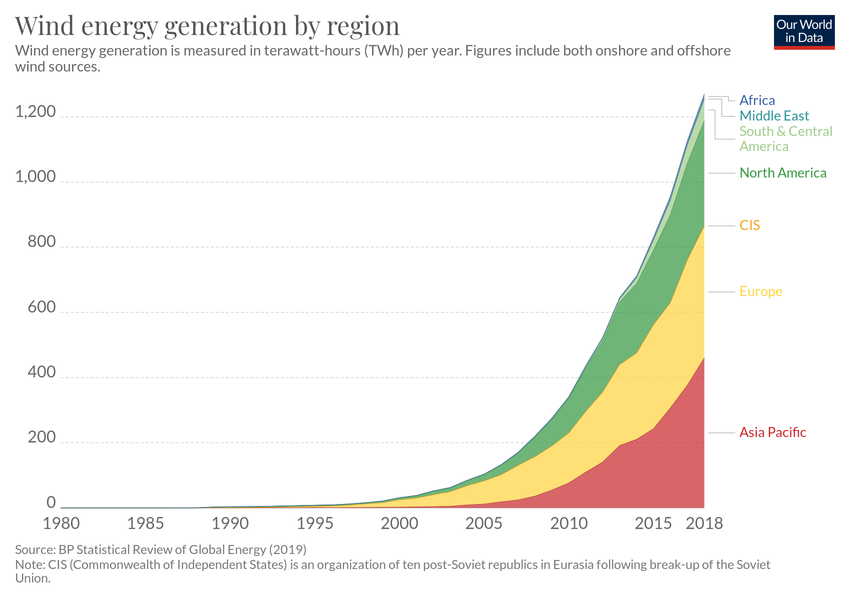 Wind energy generation by region
Our World
in Data
Wind energy generation is measured in terawatt-hours (TWh) per year. Figures include both onshore and offshore
wind sources.
1,200
1,000
800
600
400
200
0
1980
1985
1990
1995
2000
2005
2010
2015
2018
Africa
Middle East
South & Central
America
North America
CIS
Europe
Asia Pacific
Source: BP Statistical Review of Global Energy (2019)
Note: CIS (Commonwealth of Independent States) is an organization of ten post-Soviet republics in Eurasia following break-up of the Soviet
Union.